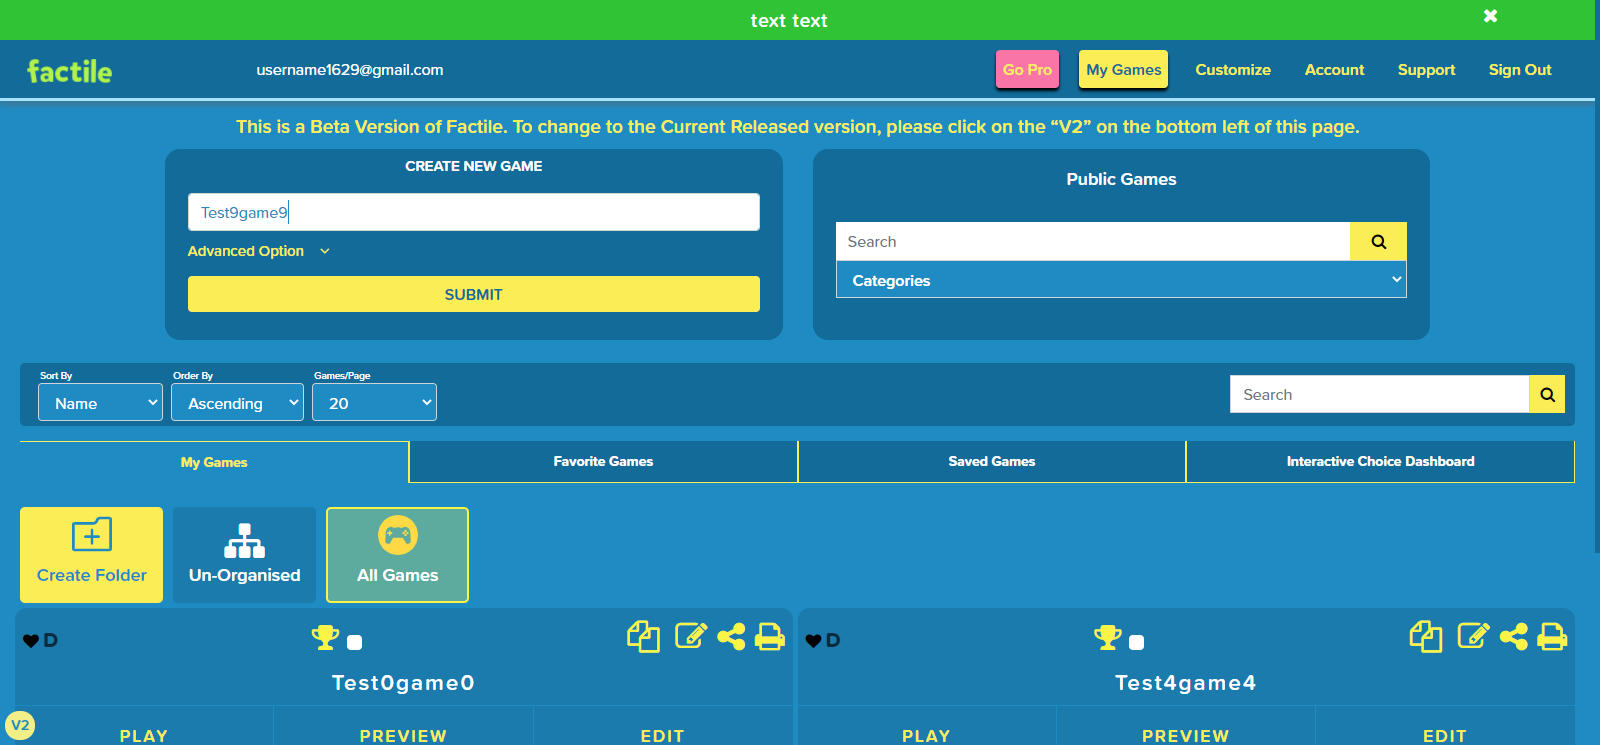 text text
factile
username1629@gmail.com
Go Pro
My Games
Customize
Account
Support
Sign Out
This is a Beta Version of Factile. To change to the Current Released version, please click on the “V2” on the bottom left of this page.
CREATE NEW GAME
Test9game9
Advanced Option
SUBMIT
Public Games
Search
Categories
Sort By
Name
Order By
Ascending
Games/Page
20
Search
My Games
Favorite Games
Saved Games
Interactive Choice Dashboard
Create Folder
Un-Organised
All Games
D
Test0game0
PLAY
PREVIEW
EDIT
D
Test4game4
PLAY
PREVIEW
EDIT
V2